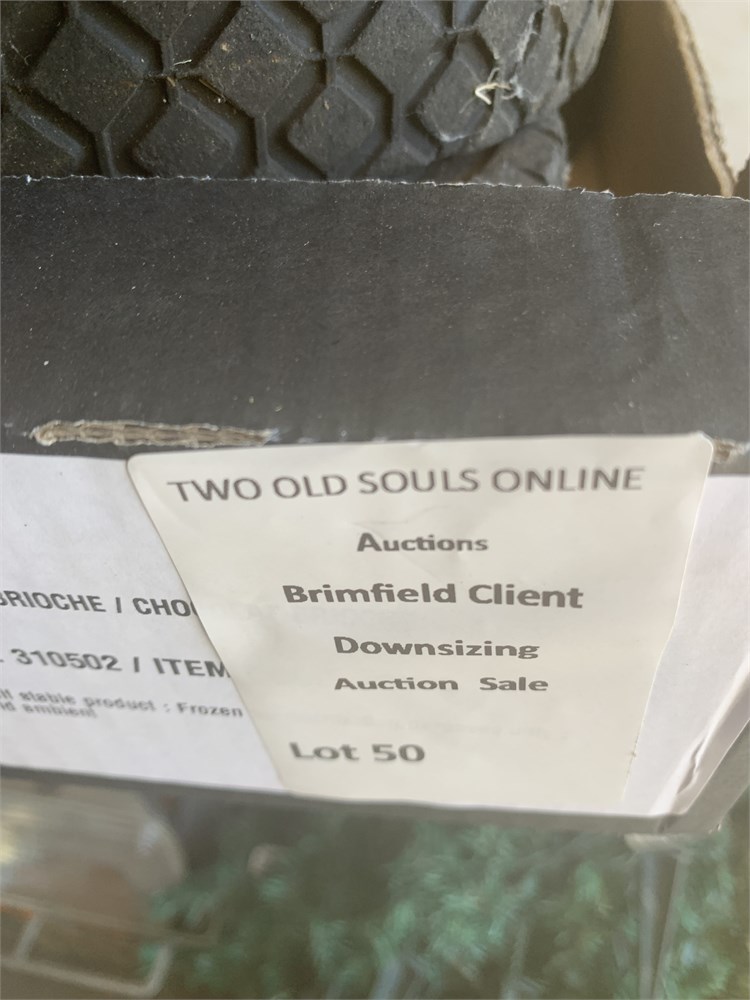 TWO OLD SOULS ONLINE
Auctions
Brimfield Client
Downsizing
Auction Sale
Lot 50
BRIOCHE / CHO
310502 / ITEM
stable product : Frozen
ambient